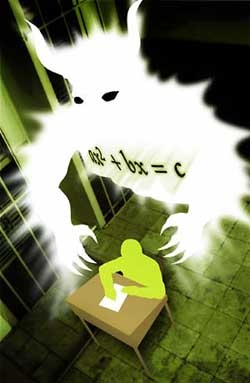 ax² + bx = c